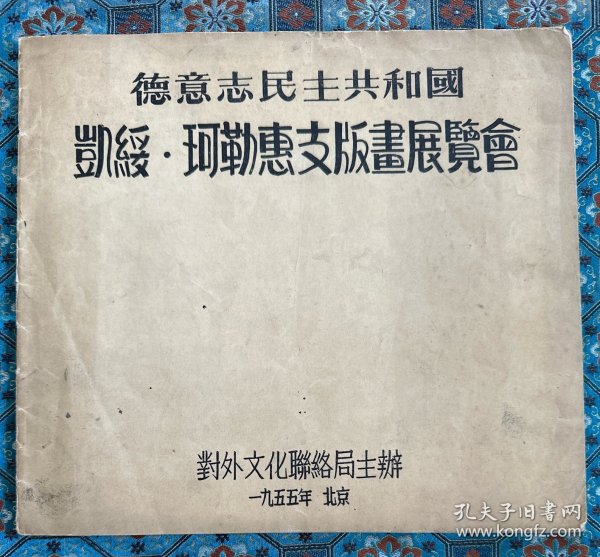 德意志民主共和國
凱綏·珂勒惠支版畫展覽會
對外文化聯絡局主辦
一九五五年 北京
孔夫子旧书网
www.kongfz.com